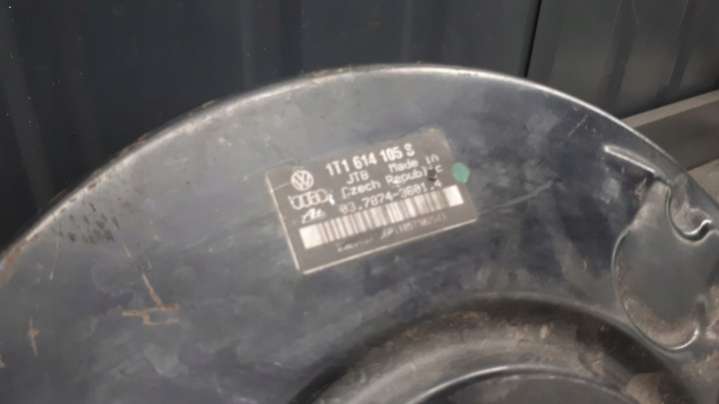 1T1 614 105 S
JTB Made in
Czech Republic
03.7874-3601.4